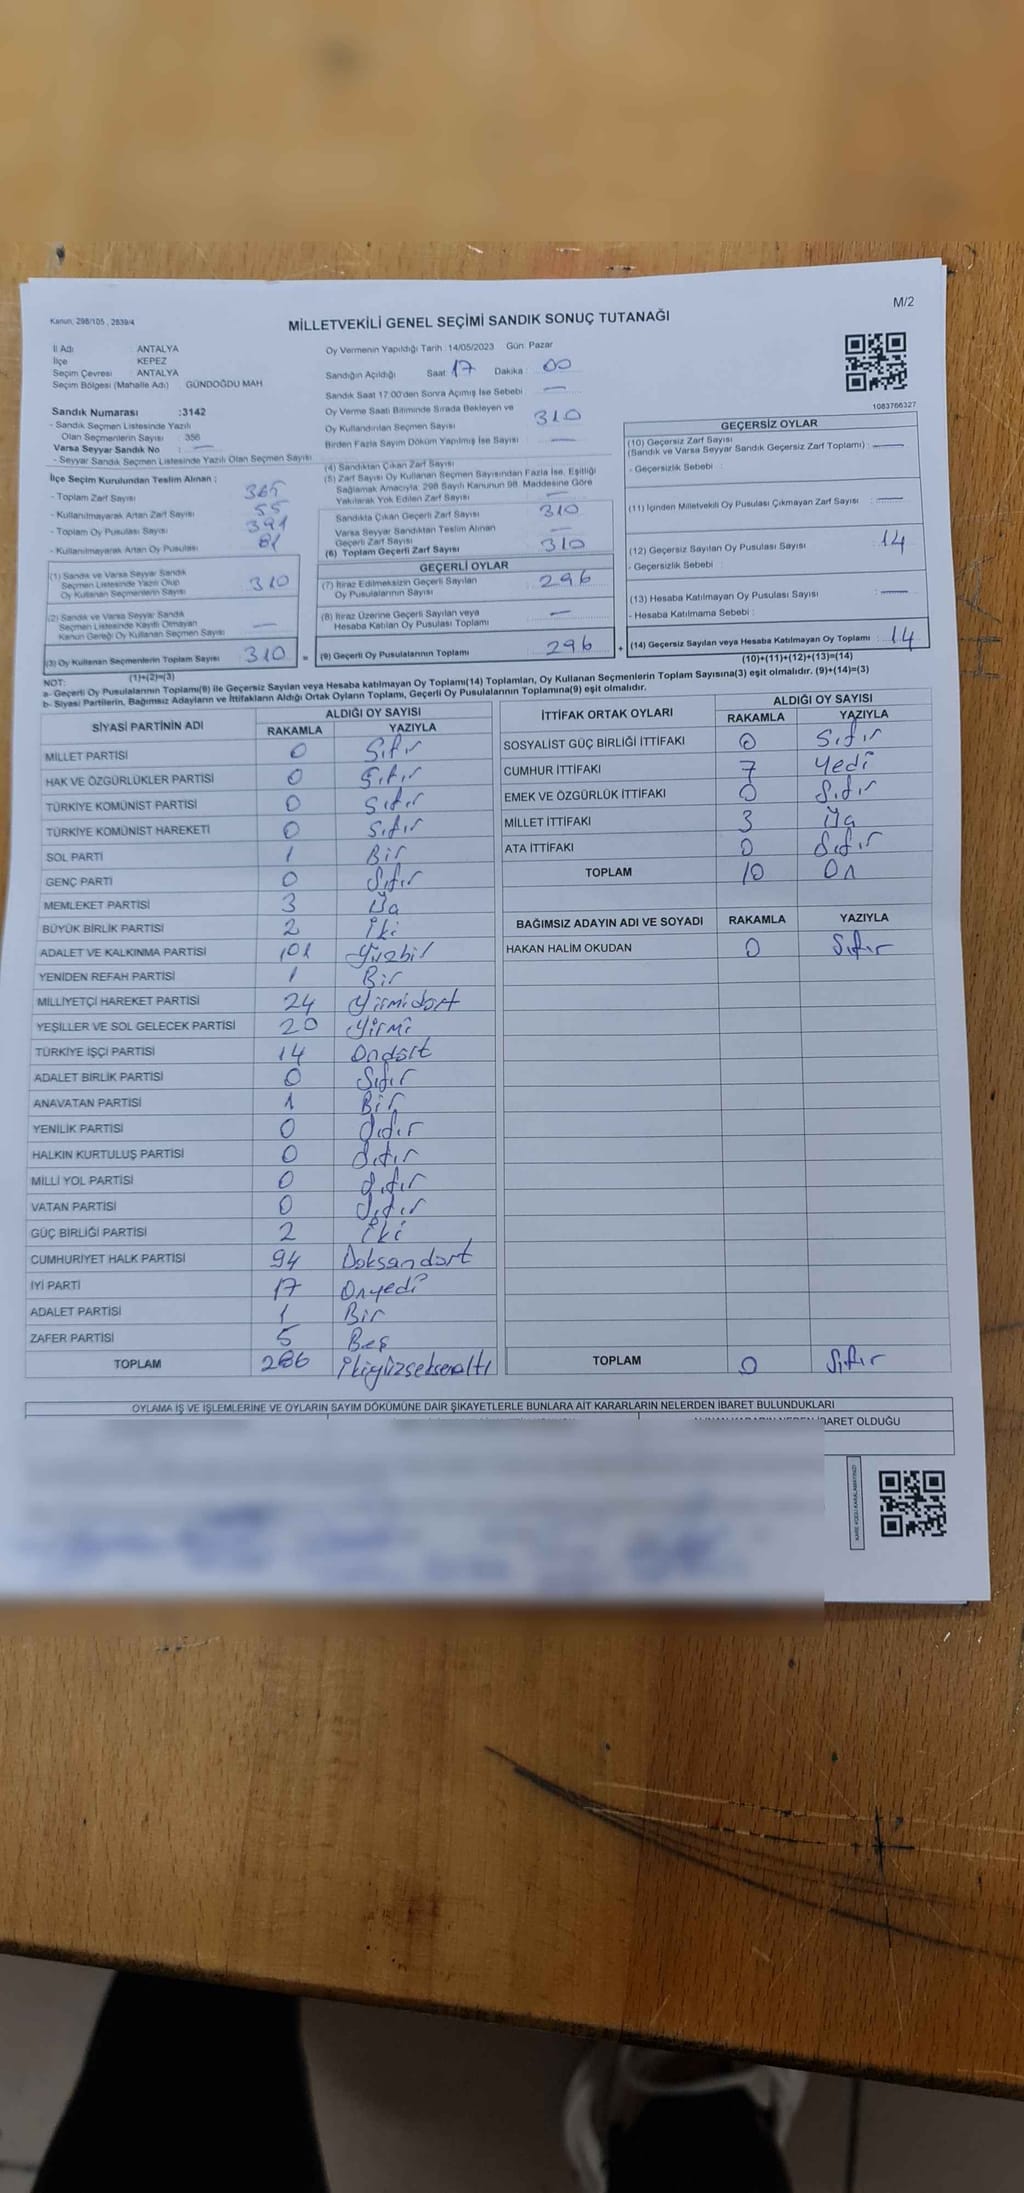 M/2
Kanun; 298/105 , 2839/4
MİLLETVEKİLİ GENEL SEÇİMİ SANDIK SONUÇ TUTANAĞI
İl Adı : ANTALYA
İlçe : KEPEZ
Seçim Çevresi : ANTALYA
Seçim Bölgesi (Mahalle Adı) GÜNDOĞDU MAH
Sandık Numarası :3142
- Sandık Seçmen Listesinde Yazılı
Olan Seçmenlerin Sayısı : 356
Varsa Seyyar Sandık No : —
- Seyyar Sandık Seçmen Listesinde Yazılı Olan Seçmen Sayısı
İlçe Seçim Kurulundan Teslim Alınan ;
- Toplam Zarf Sayısı 365
- Kullanılmayarak Artan Zarf Sayısı 55
- Toplam Oy Pusulası Sayısı 391
- Kullanılmayarak Artan Oy Pusulası 81
(1) Sandık ve Varsa Seyyar Sandık
Seçmen Listesinde Yazılı Olup
Oy Kullanan Seçmenlerin Sayısı 310
(2) Sandık ve Varsa Seyyar Sandık
Seçmen Listesinde Kayıtlı Olmayan
Kanun Gereği Oy Kullanan Seçmen Sayısı —
(3) Oy Kullanan Seçmenlerin Toplam Sayısı 310
(1)+(2)=(3)
Oy Vermenin Yapıldığı Tarih :14/05/2023 Gün: Pazar
Sandığın Açıldığı Saat: 17 Dakika : 00
Sandık Saat 17:00'den Sonra Açımış İse Sebebi —
Oy Verme Saati Bitiminde Sırada Bekleyen ve
Oy Kullandırılan Seçmen Sayısı 310
Birden Fazla Sayım Döküm Yapılmış İse Sayısı —
(4) Sandıktan Çıkan Zarf Sayısı
(5) Zarf Sayısı Oy Kullanan Seçmen Sayısından Fazla İse, Eşitliği
Sağlamak Amacıyla; 298 Sayılı Kanunun 98. Maddesine Göre
Yakılarak Yok Edilen Zarf Sayısı —
Sandıkta Çıkan Geçerli Zarf Sayısı 310
Varsa Seyyar Sandıktan Teslim Alınan
Geçerli Zarf Sayısı —
(6) Toplam Geçerli Zarf Sayısı 310
GEÇERLİ OYLAR
(7) İtiraz Edilmeksizin Geçerli Sayılan
Oy Pusulasının Sayısı 296
(8) İtiraz Üzerine Geçerli Sayılan veya
Hesaba Katılan Oy Pusulası Toplamı —
= (9) Geçerli Oy Pusulalarının Toplamı 296 +
1083766327
GEÇERSİZ OYLAR
(10) Geçersiz Zarf Sayısı
(Sandık ve Varsa Seyyar Sandık Geçersiz Zarf Toplamı) : —
- Geçersizlik Sebebi :
(11) İçinden Milletvekili Oy Pusulası Çıkmayan Zarf Sayısı : —
(12) Geçersiz Sayılan Oy Pusulası Sayısı : 14
- Geçersizlik Sebebi :
(13) Hesaba Katılmayan Oy Pusulası Sayısı : —
- Hesaba Katılmama Sebebi :
(14) Geçersiz Sayılan veya Hesaba Katılmayan Oy Toplamı : 14
(10)+(11)+(12)+(13)=(14)
NOT:
a- Geçerli Oy Pusulalarının Toplamı(9) ile Geçersiz Sayılan veya Hesaba katılmayan Oy Toplamı(14) Toplamları, Oy Kullanan Seçmenlerin Toplam Sayısına(3) eşit olmalıdır. (9)+(14)=(3)
b- Siyasi Partilerin, Bağımsız Adayların ve İttifakların Aldığı Ortak Oyların Toplamı, Geçerli Oy Pusulalarının Toplamına(9) eşit olmalıdır.
SİYASİ PARTİNİN ADI ALDIĞI OY SAYISI
RAKAMLA YAZIYLA
MİLLET PARTİSİ 0 Sıfır
HAK VE ÖZGÜRLÜKLER PARTİSİ 0 Sıfır
TÜRKİYE KOMÜNİST PARTİSİ 0 Sıfır
TÜRKİYE KOMÜNİST HAREKETİ 0 Sıfır
SOL PARTİ 1 Bir
GENÇ PARTİ 0 Sıfır
MEMLEKET PARTİSİ 3 Üç
BÜYÜK BİRLİK PARTİSİ 2 İki
ADALET VE KALKINMA PARTİSİ 101 Yüzbir
YENİDEN REFAH PARTİSİ 1 Bir
MİLLİYETÇİ HAREKET PARTİSİ 24 Yirmidört
YEŞİLLER VE SOL GELECEK PARTİSİ 20 Yirmi
TÜRKİYE İŞÇİ PARTİSİ 14 Ondört
ADALET BİRLİK PARTİSİ 0 Sıfır
ANAVATAN PARTİSİ 1 Bir
YENİLİK PARTİSİ 0 Sıfır
HALKIN KURTULUŞ PARTİSİ 0 Sıfır
MİLLİ YOL PARTİSİ 0 Sıfır
VATAN PARTİSİ 0 Sıfır
GÜÇ BİRLİĞİ PARTİSİ 2 İki
CUMHURİYET HALK PARTİSİ 94 Doksandört
İYİ PARTİ 17 Onyedi
ADALET PARTİSİ 1 Bir
ZAFER PARTİSİ 5 Beş
TOPLAM 286 İkiyüzseksenaltı
İTTİFAK ORTAK OYLARI ALDIĞI OY SAYISI
RAKAMLA YAZIYLA
SOSYALİST GÜÇ BİRLİĞİ İTTİFAKI 0 Sıfır
CUMHUR İTTİFAKI 7 Yedi
EMEK VE ÖZGÜRLÜK İTTİFAKI 0 Sıfır
MİLLET İTTİFAKI 3 Üç
ATA İTTİFAKI 0 Sıfır
TOPLAM 10 On
BAĞIMSIZ ADAYIN ADI VE SOYADI RAKAMLA YAZIYLA
HAKAN HALİM OKUDAN 0 Sıfır
TOPLAM 0 Sıfır
OYLAMA İŞ VE İŞLEMLERİNE VE OYLARIN SAYIM DÖKÜMÜNE DAİR ŞİKAYETLERLE BUNLARA AİT KARARLARIN NELERDEN İBARET BULUNDUKLARI
İBARET OLDUĞU